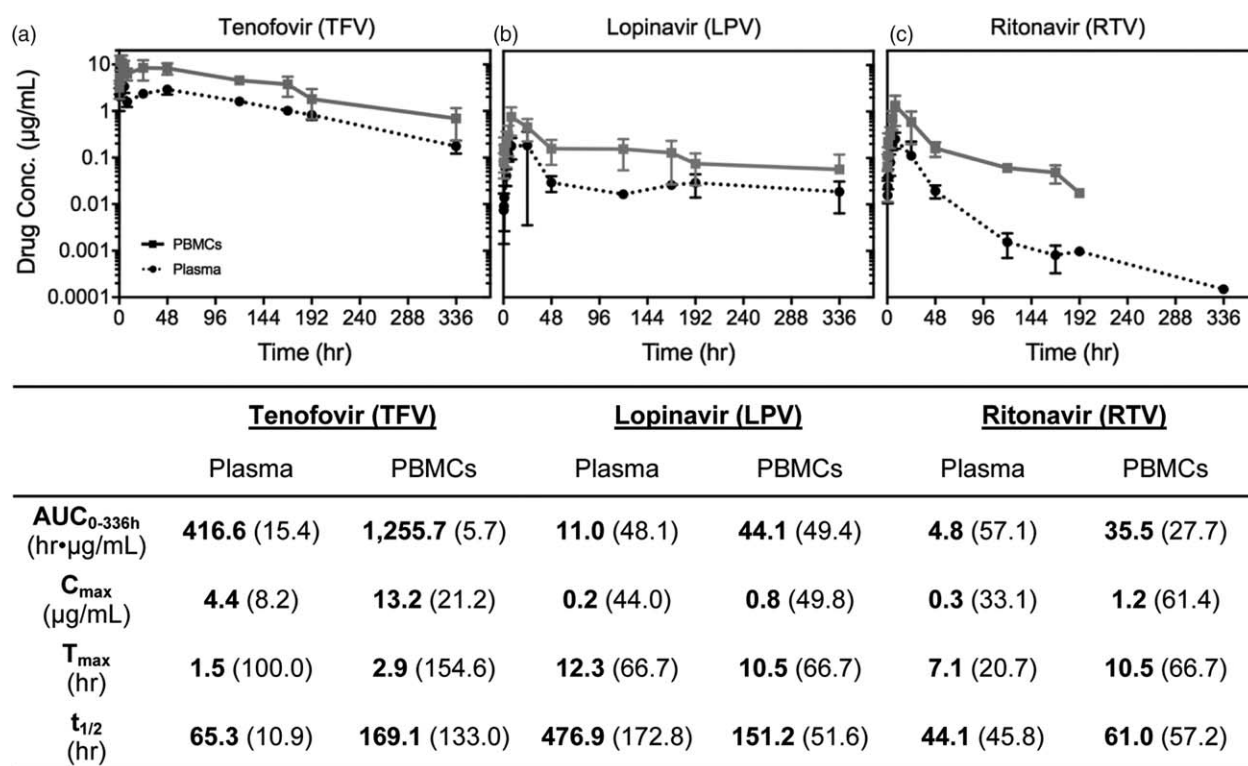 (a) Tenofovir (TFV) (b) Lopinavir (LPV) (c) Ritonavir (RTV)
Drug Conc. (µg/mL)
10
1
0.1
0.01
0.001
0.0001
PBMCs
Plasma
0 48 96 144 192 240 288 336 0 48 96 144 192 240 288 336 0 48 96 144 192 240 288 336
Time (hr) Time (hr) Time (hr)
Tenofovir (TFV) Lopinavir (LPV) Ritonavir (RTV)
Plasma PBMCs Plasma PBMCs Plasma PBMCs
AUC0-336h (hr•µg/mL) 416.6 (15.4) 1,255.7 (5.7) 11.0 (48.1) 44.1 (49.4) 4.8 (57.1) 35.5 (27.7)
Cmax (µg/mL) 4.4 (8.2) 13.2 (21.2) 0.2 (44.0) 0.8 (49.8) 0.3 (33.1) 1.2 (61.4)
Tmax (hr) 1.5 (100.0) 2.9 (154.6) 12.3 (66.7) 10.5 (66.7) 7.1 (20.7) 10.5 (66.7)
t1/2 (hr) 65.3 (10.9) 169.1 (133.0) 476.9 (172.8) 151.2 (51.6) 44.1 (45.8) 61.0 (57.2)